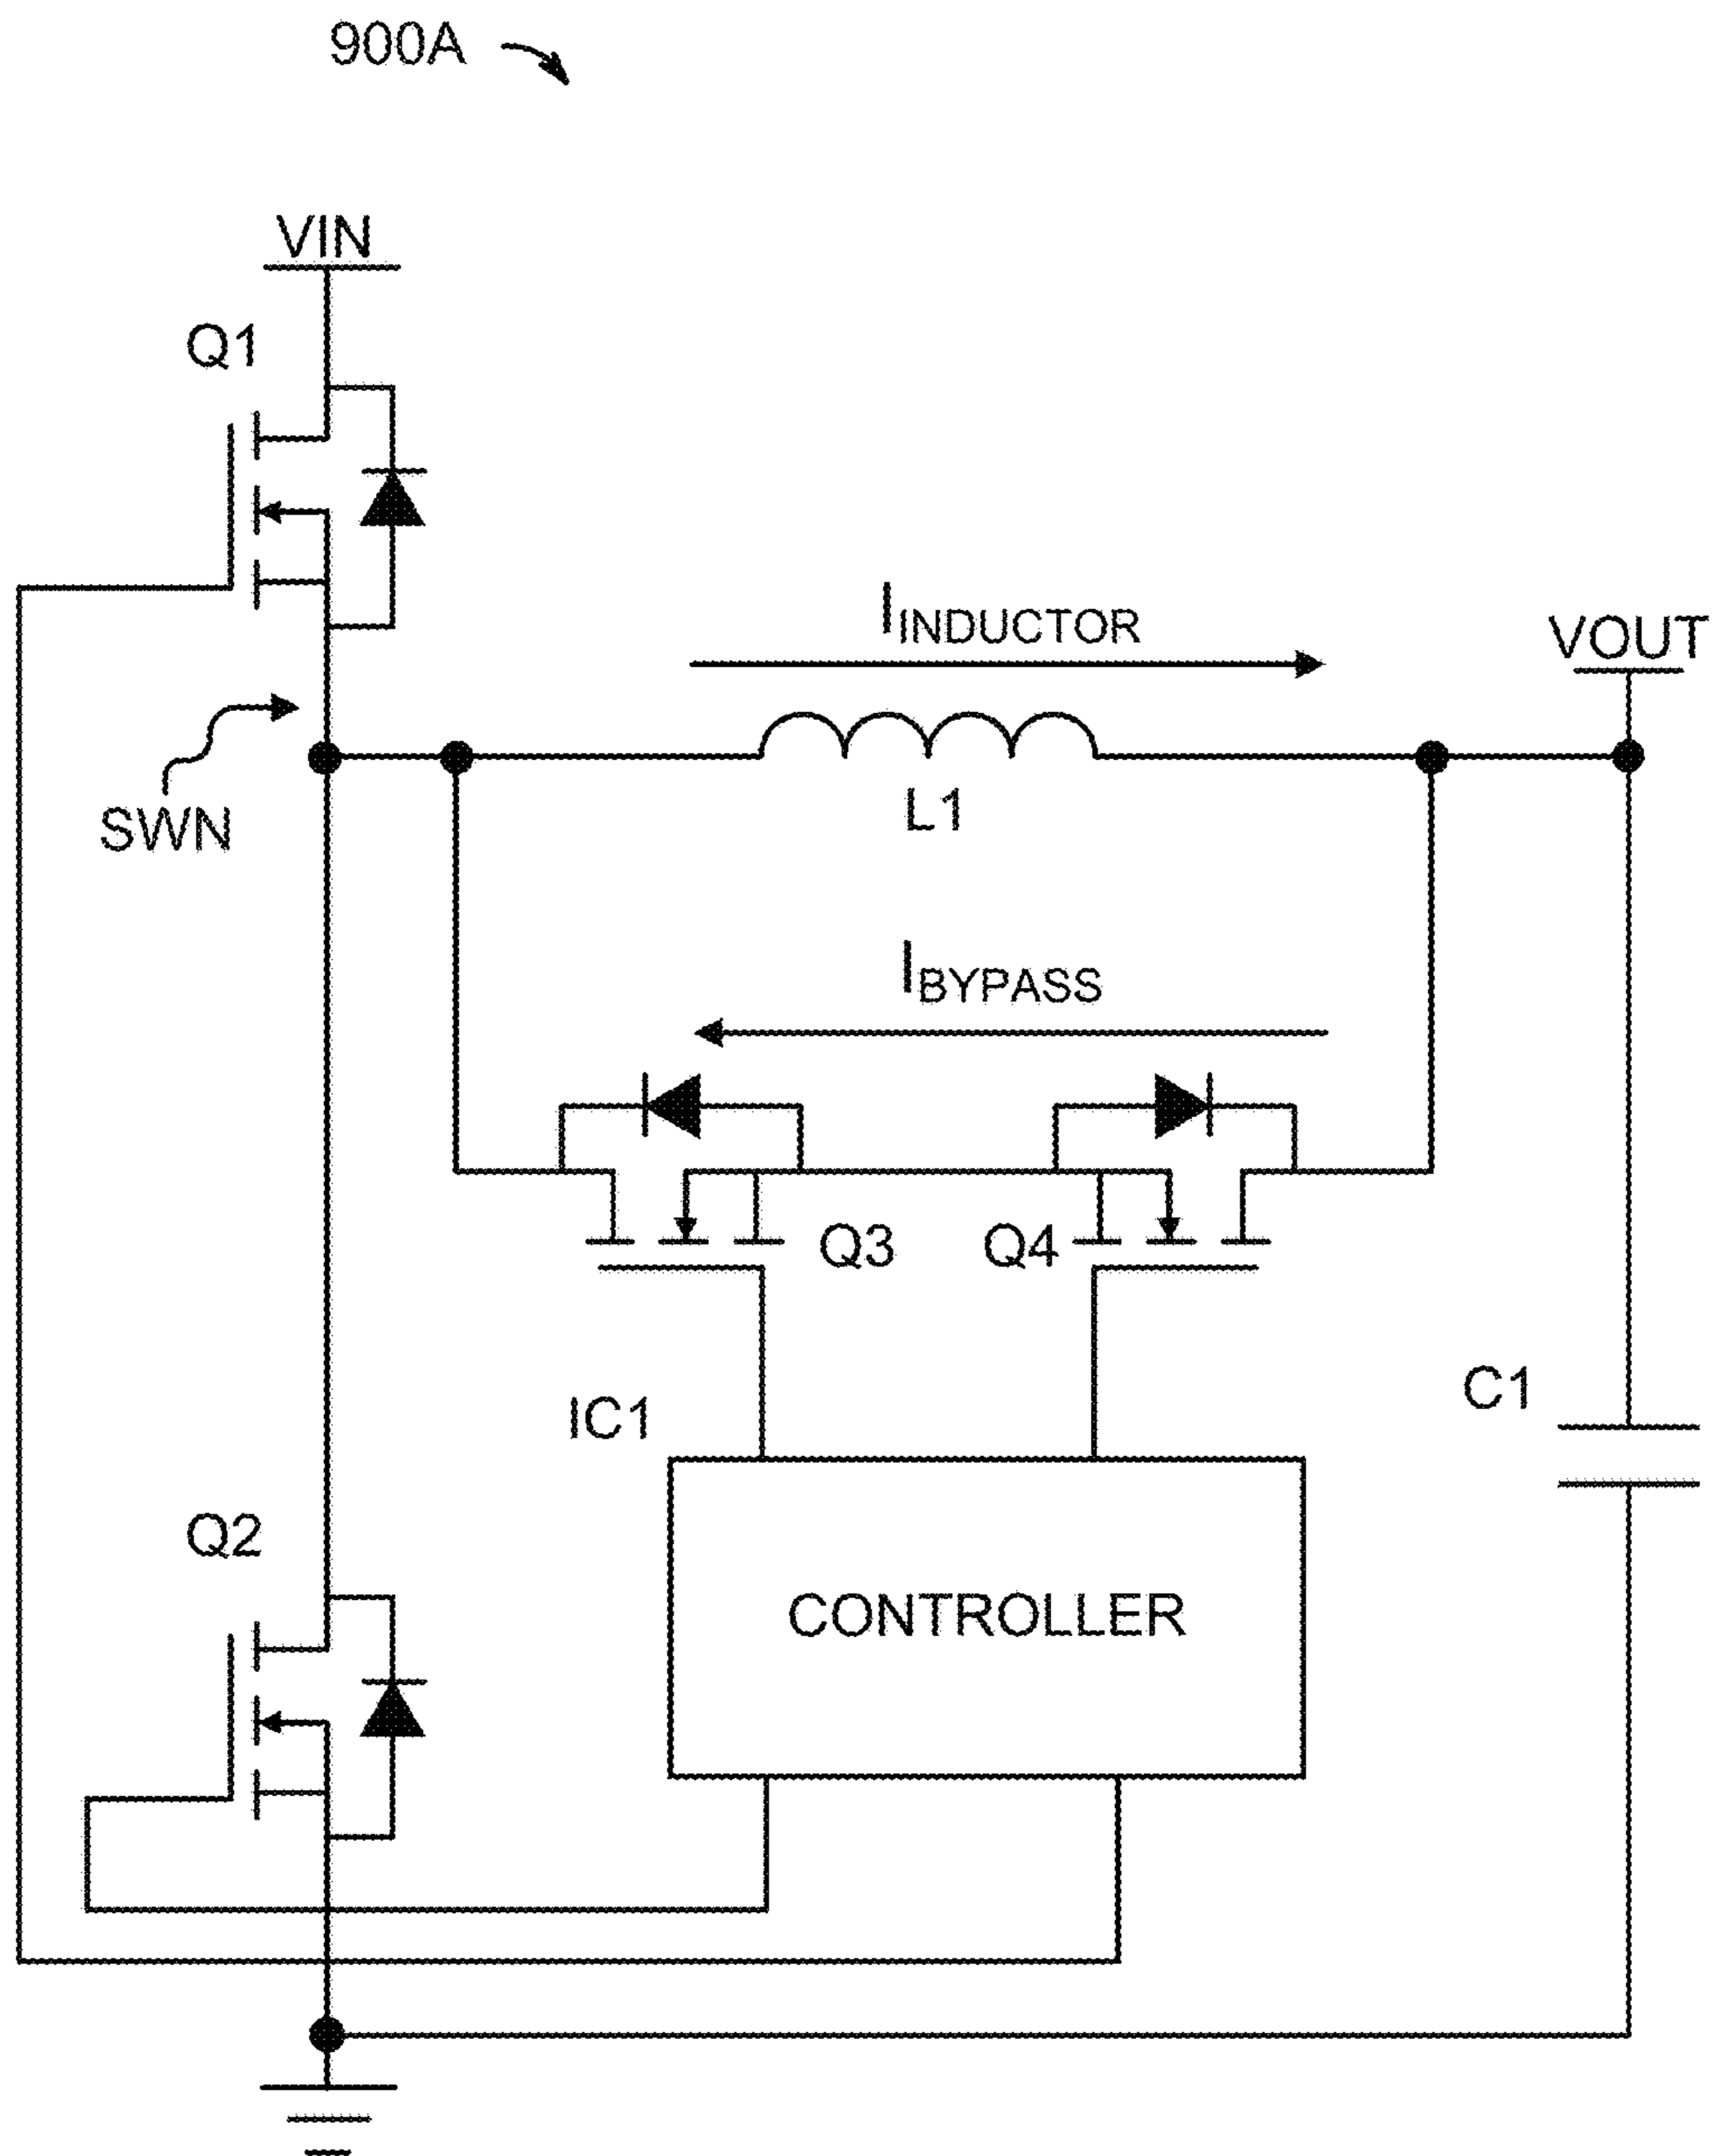 900A
VIN
Q1
IINDUCTOR
VOUT
SWN
L1
IBYPASS
Q3
Q4
IC1
C1
Q2
CONTROLLER